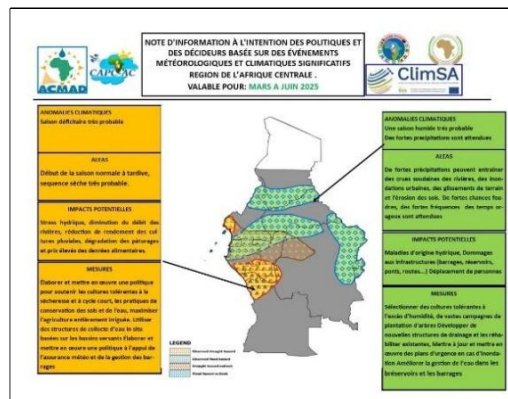 NOTE D'INFORMATION À L'INTENTION DES POLITIQUES ET
DES DÉCIDEURS BASÉE SUR DES ÉVÉNEMENTS
MÉTÉOROLOGIQUES ET CLIMATIQUES SIGNIFICATIFS
REGION DE L'AFRIQUE CENTRALE .
VALABLE POUR: MARS A JUIN 2025
ACMAD
CAPC-AC
ClimSA
ANOMALIES CLIMATIQUES
Saison déficitaire très probable
ALEAS
Début de la saison normale à tardive,
sequence sèche très probable.
IMPACTS POTENTIELLES
Stress hydrique, diminution du débit des
rivières, réduction de rendement des cul-
tures pluviales, dégradation des pâturages
et prix élevé des denrées alimentaires.
MESURES
Élaborer et mettre en œuvre une politique
pour soutenir les cultures tolérantes à la
sécheresse et à cycle court, les pratiques de
conservation des sols et de l'eau, maximiser
l'agriculture entièrement irriguée. Utiliser
des structures de collecte d'eau in situ
basées sur les bassins versants Élaborer et
mettre en œuvre une politique à l'appui de
l'assurance météo et de la gestion des bar-
rages
LEGEND
ANOMALIES CLIMATIQUES
Une saison humide très probable
Des fortes precipitations sont attendues
ALEAS
De fortes précipitations peuvent entraîner
des crues soudaines des rivières, des inon-
dations urbaines, des glissements de terrain
et l'érosion des sols. De fortes chances
fortes fréquences des temps
sont attendues
IMPACTS POTENTIELLES
Maladies d'origine hydrique, Dommages
aux infrastructures (barrages, réservoirs,
ponts, routes...) Déplacement de personnes
MESURES
Sélectionner des cultures tolérantes à
l'excès d'humidité, de vastes campagnes de
plantation d'arbres Développer de
nouvelles structures de drainage et les réha-
biliter existantes, Mettre à jour et mettre en
œuvre des plans d'urgence en cas d'inonda-
tion Améliorer la gestion de l'eau dans les
réservoirs et les barrages